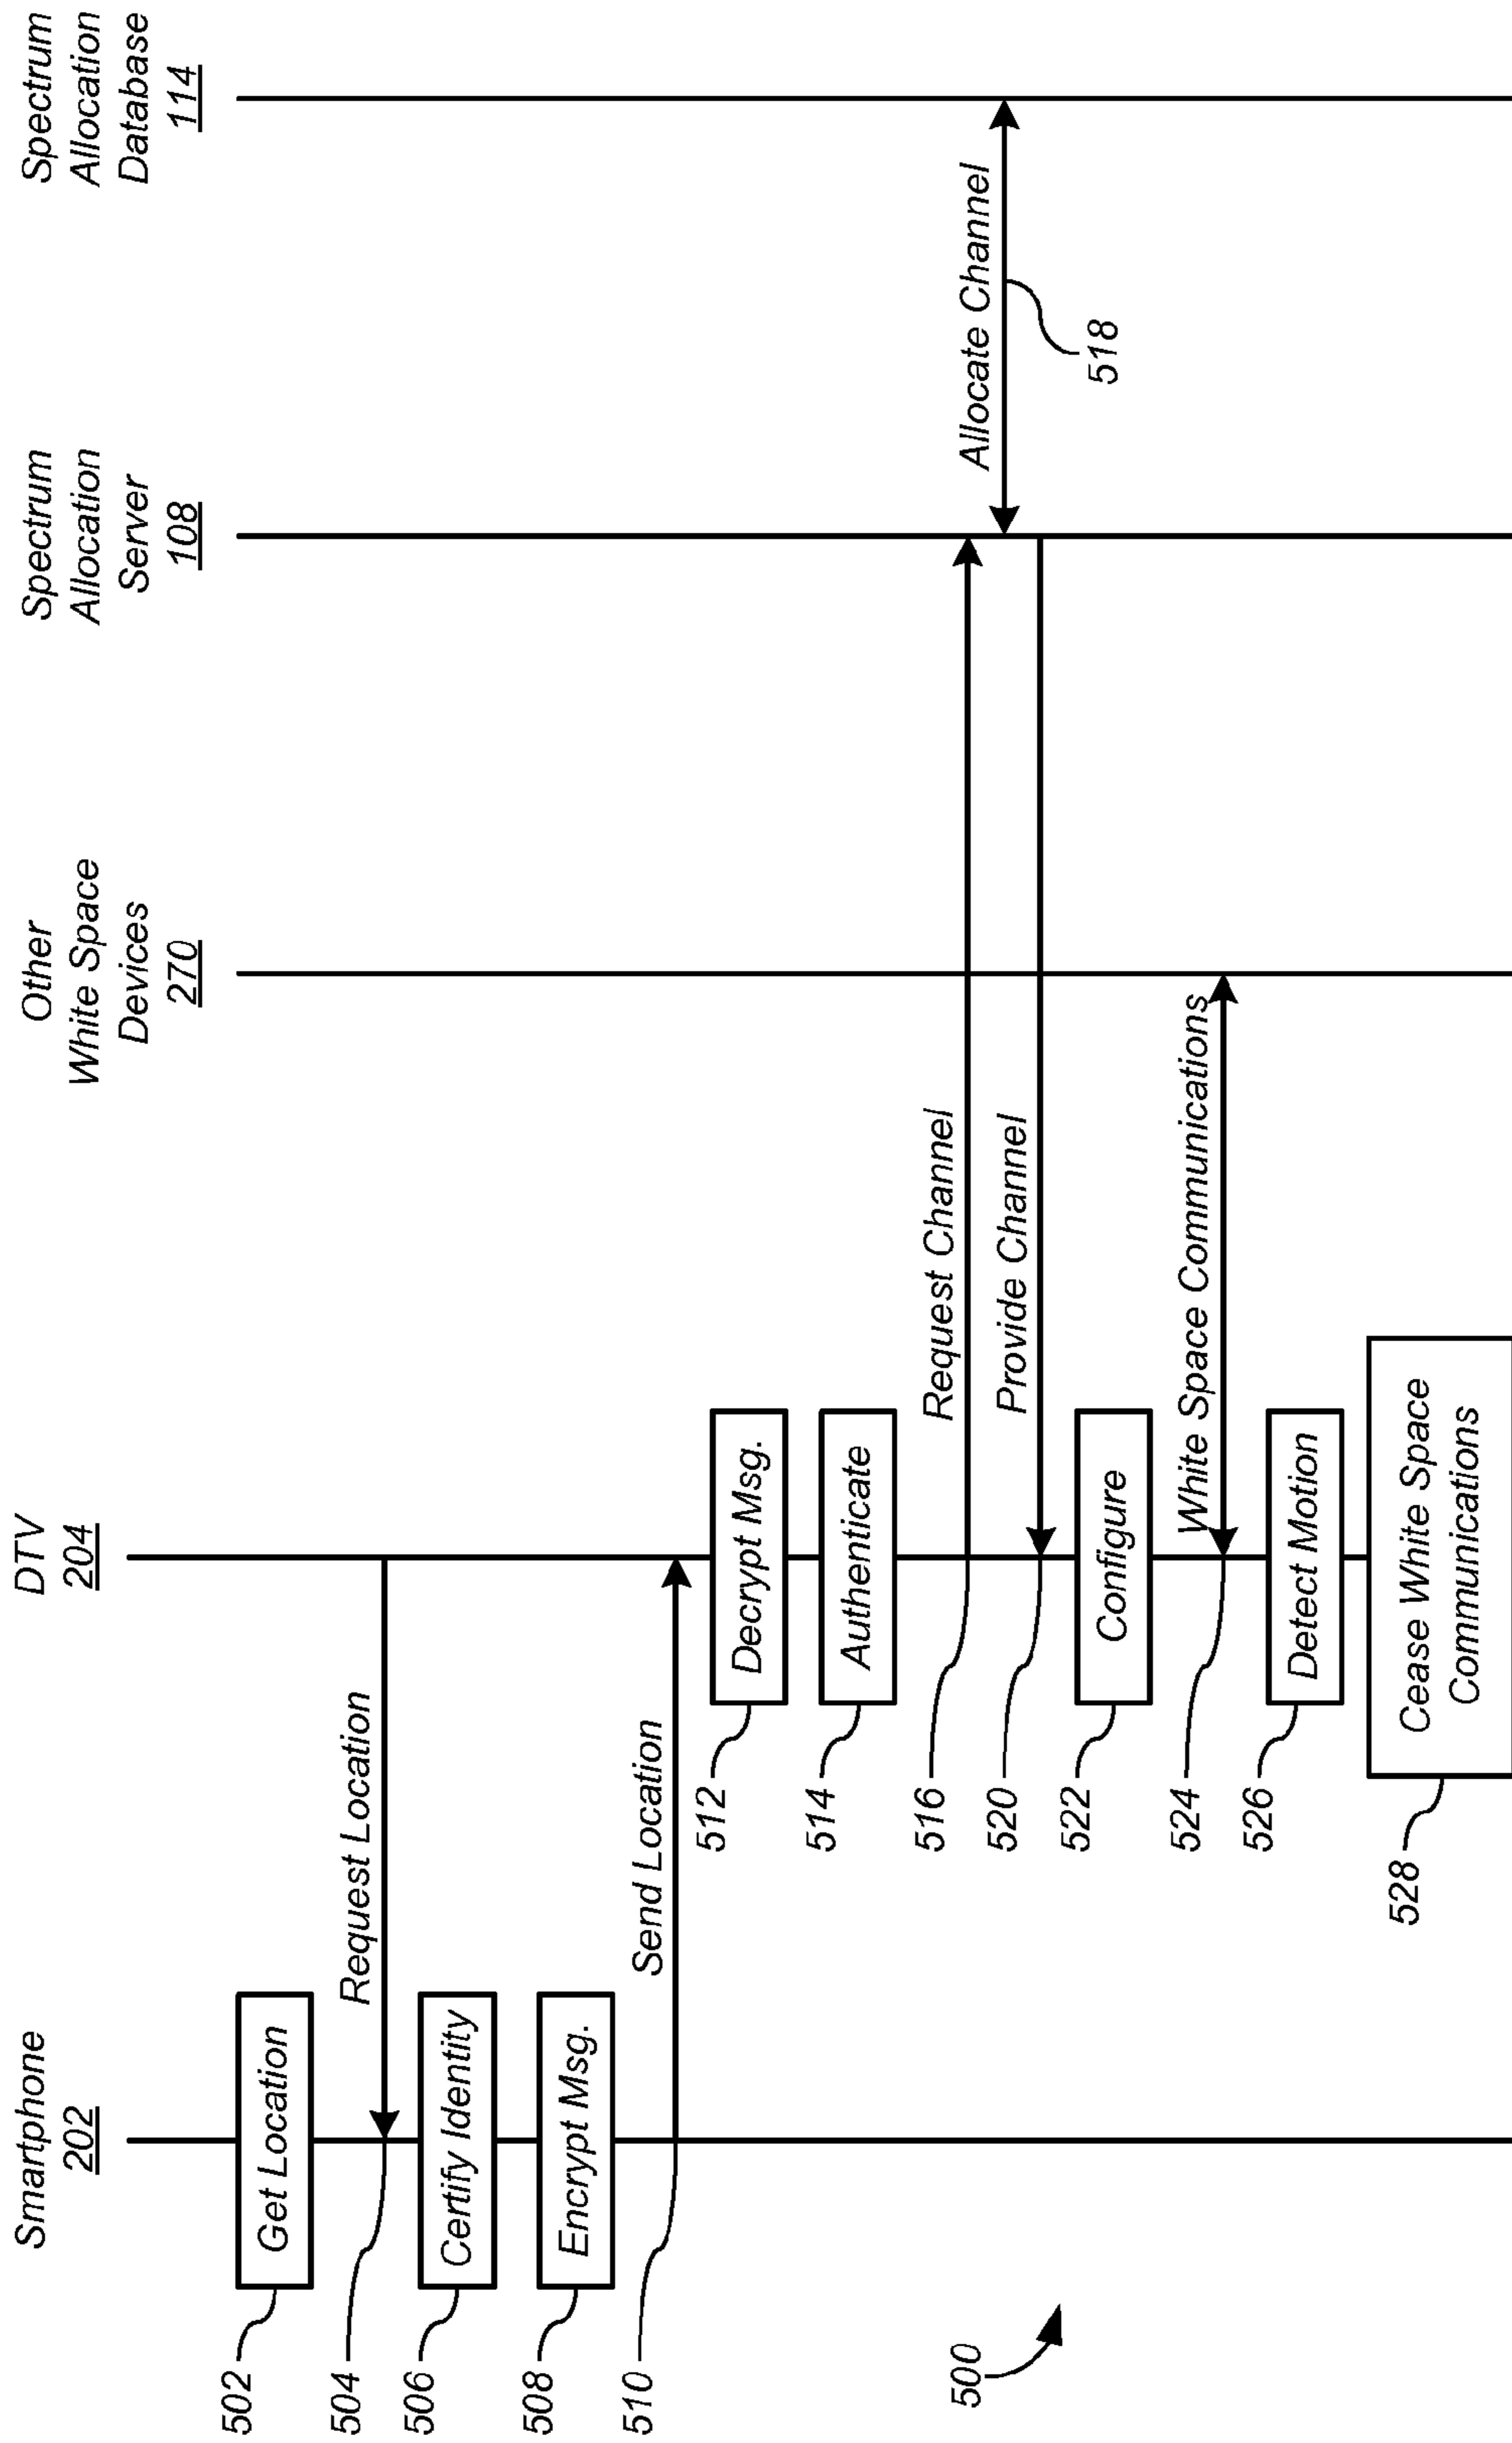 Smartphone
202
DTV
204
Other
White Space
Devices
270
Spectrum
Allocation
Server
108
Spectrum
Allocation
Database
114
502
Get Location
504
Request Location
506
Certify Identity
508
Encrypt Msg.
510
Send Location
512
Decrypt Msg.
514
Authenticate
516
Request Channel
Allocate Channel
518
520
Provide Channel
522
Configure
524
White Space Communications
526
Detect Motion
528
Cease White Space
Communications
500